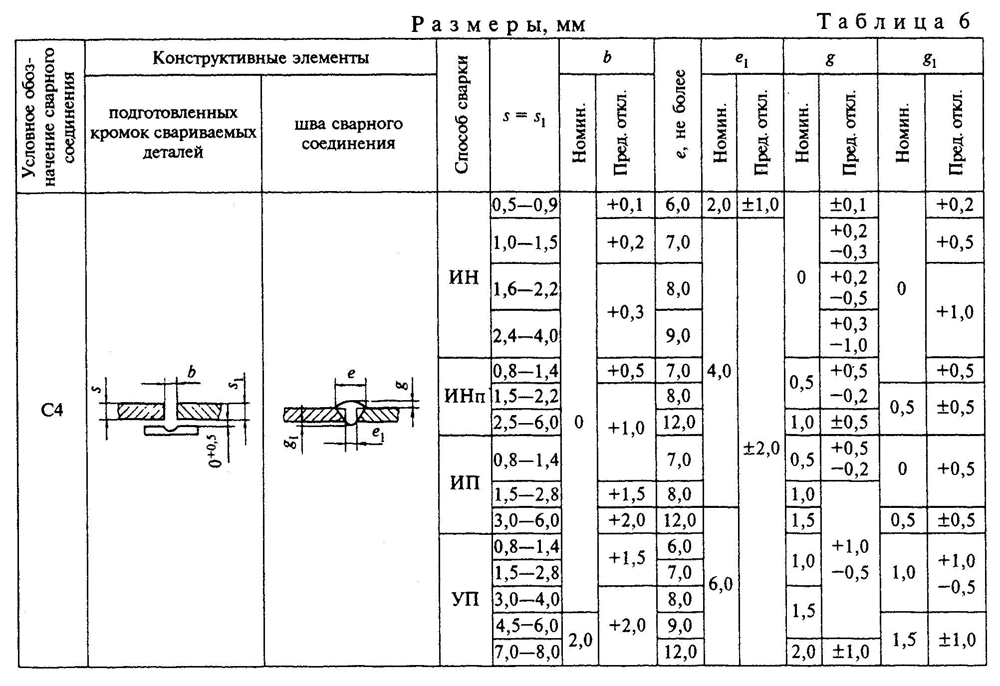 Размеры, мм
Таблица 6
Условное обоз-
начение сварного
соединения
Конструктивные элементы
подготовленных
кромок свариваемых
деталей
шва сварного
соединения
Способ сварки
s = s1
b
Номин.
Пред. откл.
e, не более
e1
Номин.
Пред. откл.
g
Номин.
Пред. откл.
g1
Номин.
Пред. откл.
С4
b
s
s1
0+0,5
e
g
g1
e1
ИН
0,5—0,9
0
+0,1
6,0
2,0
±1,0
0
±0,1
0
+0,2
1,0—1,5
+0,2
7,0
4,0
±2,0
+0,2
−0,3
+0,5
1,6—2,2
+0,3
8,0
+0,2
−0,5
+1,0
2,4—4,0
9,0
+0,3
−1,0
ИНп
0,8—1,4
+0,5
7,0
0,5
+0,5
−0,2
+0,5
1,5—2,2
+1,0
8,0
0,5
±0,5
2,5—6,0
12,0
1,0
±0,5
ИП
0,8—1,4
7,0
0,5
+0,5
−0,2
0
+0,5
1,5—2,8
+1,5
8,0
1,0
+1,0
−0,5
3,0—6,0
+2,0
12,0
6,0
1,5
0,5
±0,5
УП
0,8—1,4
+1,5
6,0
1,0
1,0
+1,0
−0,5
1,5—2,8
7,0
3,0—4,0
+2,0
8,0
1,5
4,5—6,0
2,0
9,0
1,5
±1,0
7,0—8,0
12,0
2,0
±1,0